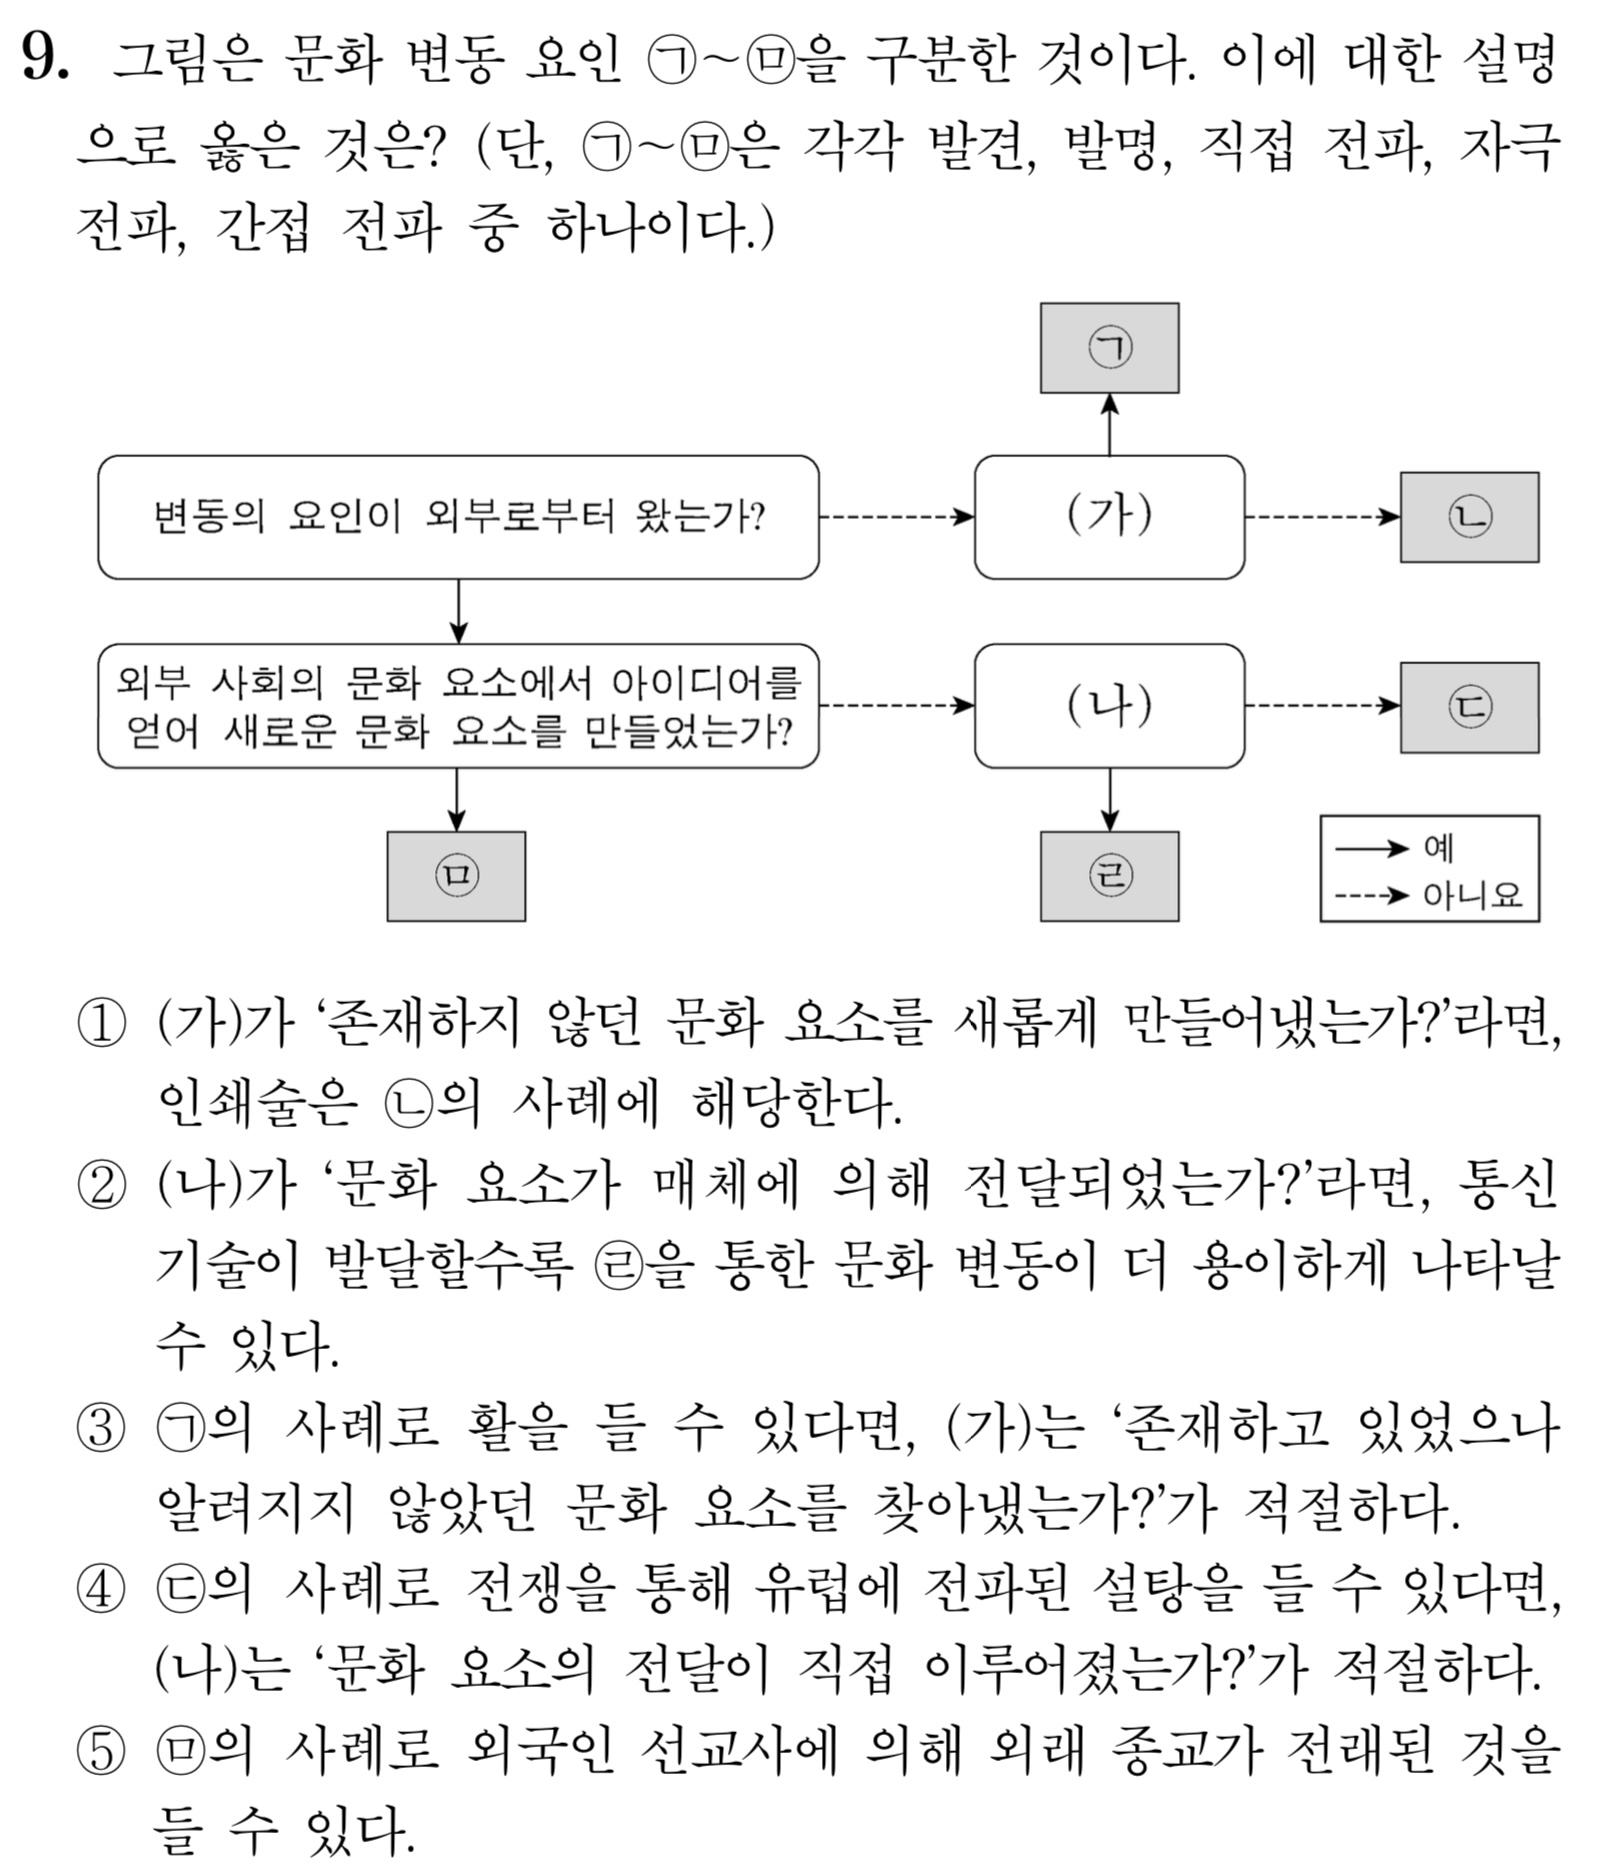 9. 그림은 문화 변동 요인 ㉠~㉤을 구분한 것이다. 이에 대한 설명
으로 옳은 것은? (단, ㉠~㉤은 각각 발견, 발명, 직접 전파, 자극
전파, 간접 전파 중 하나이다.)
㉠
변동의 요인이 외부로부터 왔는가?
(가)
㉡
외부 사회의 문화 요소에서 아이디어를
얻어 새로운 문화 요소를 만들었는가?
(나)
㉢
㉤
㉣
예
아니요
① (가)가 ‘존재하지 않던 문화 요소를 새롭게 만들어냈는가?’라면,
인쇄술은 ㉡의 사례에 해당한다.
② (나)가 ‘문화 요소가 매체에 의해 전달되었는가?’라면, 통신
기술이 발달할수록 ㉣을 통한 문화 변동이 더 용이하게 나타날
수 있다.
③ ㉠의 사례로 활을 들 수 있다면, (가)는 ‘존재하고 있었으나
알려지지 않았던 문화 요소를 찾아냈는가?’가 적절하다.
④ ㉢의 사례로 전쟁을 통해 유럽에 전파된 설탕을 들 수 있다면,
(나)는 ‘문화 요소의 전달이 직접 이루어졌는가?’가 적절하다.
⑤ ㉤의 사례로 외국인 선교사에 의해 외래 종교가 전래된 것을
들 수 있다.